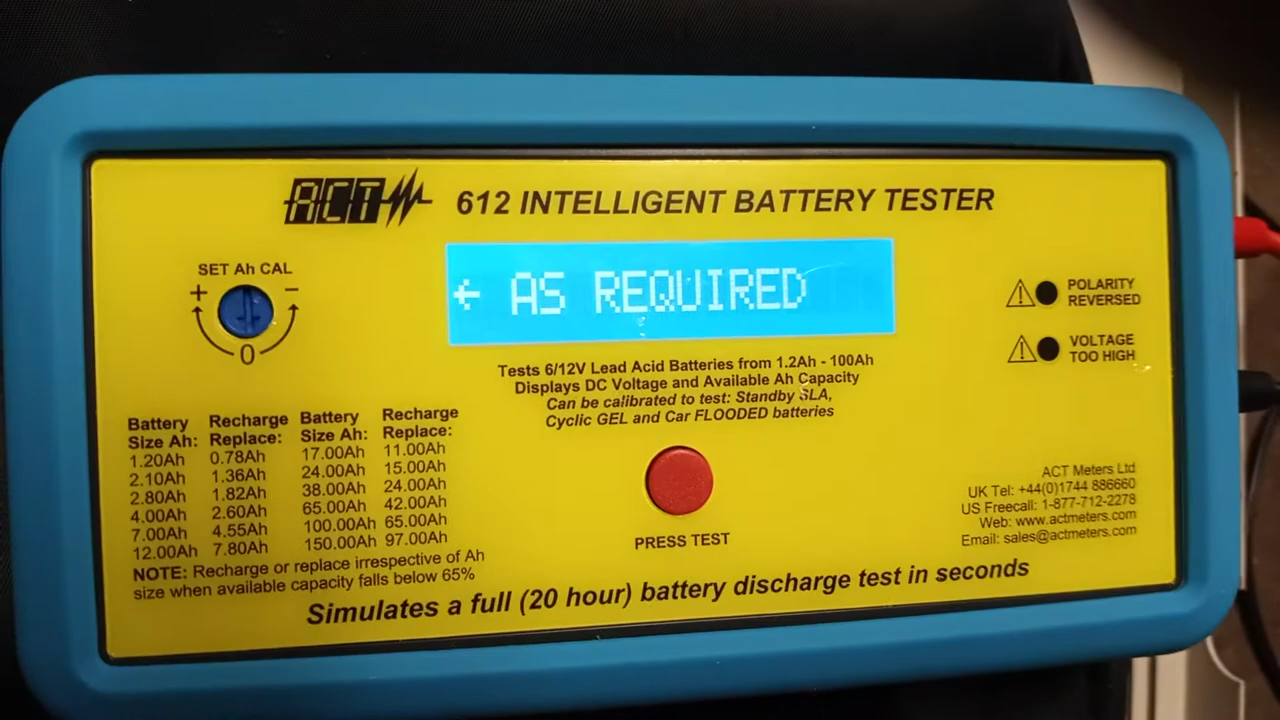 ACT
612 INTELLIGENT BATTERY TESTER
SET Ah CAL
+ −
0
← AS REQUIRED
POLARITY
REVERSED
VOLTAGE
TOO HIGH
Tests 6/12V Lead Acid Batteries from 1.2Ah - 100Ah
Displays DC Voltage and Available Ah Capacity
Can be calibrated to test: Standby SLA,
Cyclic GEL and Car FLOODED batteries
Battery Recharge Battery Recharge
Size Ah: Replace: Size Ah: Replace:
1.20Ah 0.78Ah 17.00Ah 11.00Ah
2.10Ah 1.36Ah 24.00Ah 15.00Ah
2.80Ah 1.82Ah 38.00Ah 24.00Ah
4.00Ah 2.60Ah 65.00Ah 42.00Ah
7.00Ah 4.55Ah 100.00Ah 65.00Ah
12.00Ah 7.80Ah 150.00Ah 97.00Ah
NOTE: Recharge or replace irrespective of Ah
size when available capacity falls below 65%
PRESS TEST
ACT Meters Ltd
UK Tel: +44(0)1744 886660
US Freecall: 1-877-712-2278
Web: www.actmeters.com
Email: sales@actmeters.com
Simulates a full (20 hour) battery discharge test in seconds